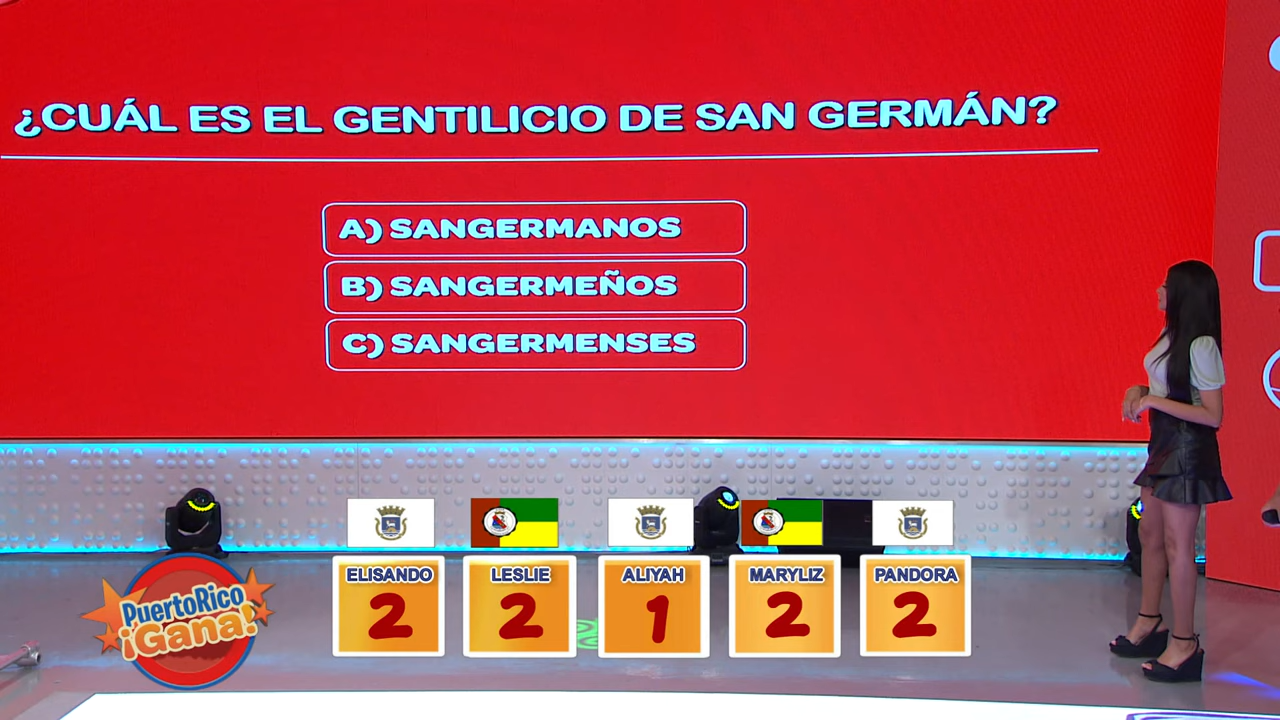 ¿CUÁL ES EL GENTILICIO DE SAN GERMÁN?
A) SANGERMANOS
B) SANGERMEÑOS
C) SANGERMENSES
ELISANDO
2
LESLIE
2
ALIYAH
1
MARYLIZ
2
PANDORA
2
PuertoRico
¡Gana!